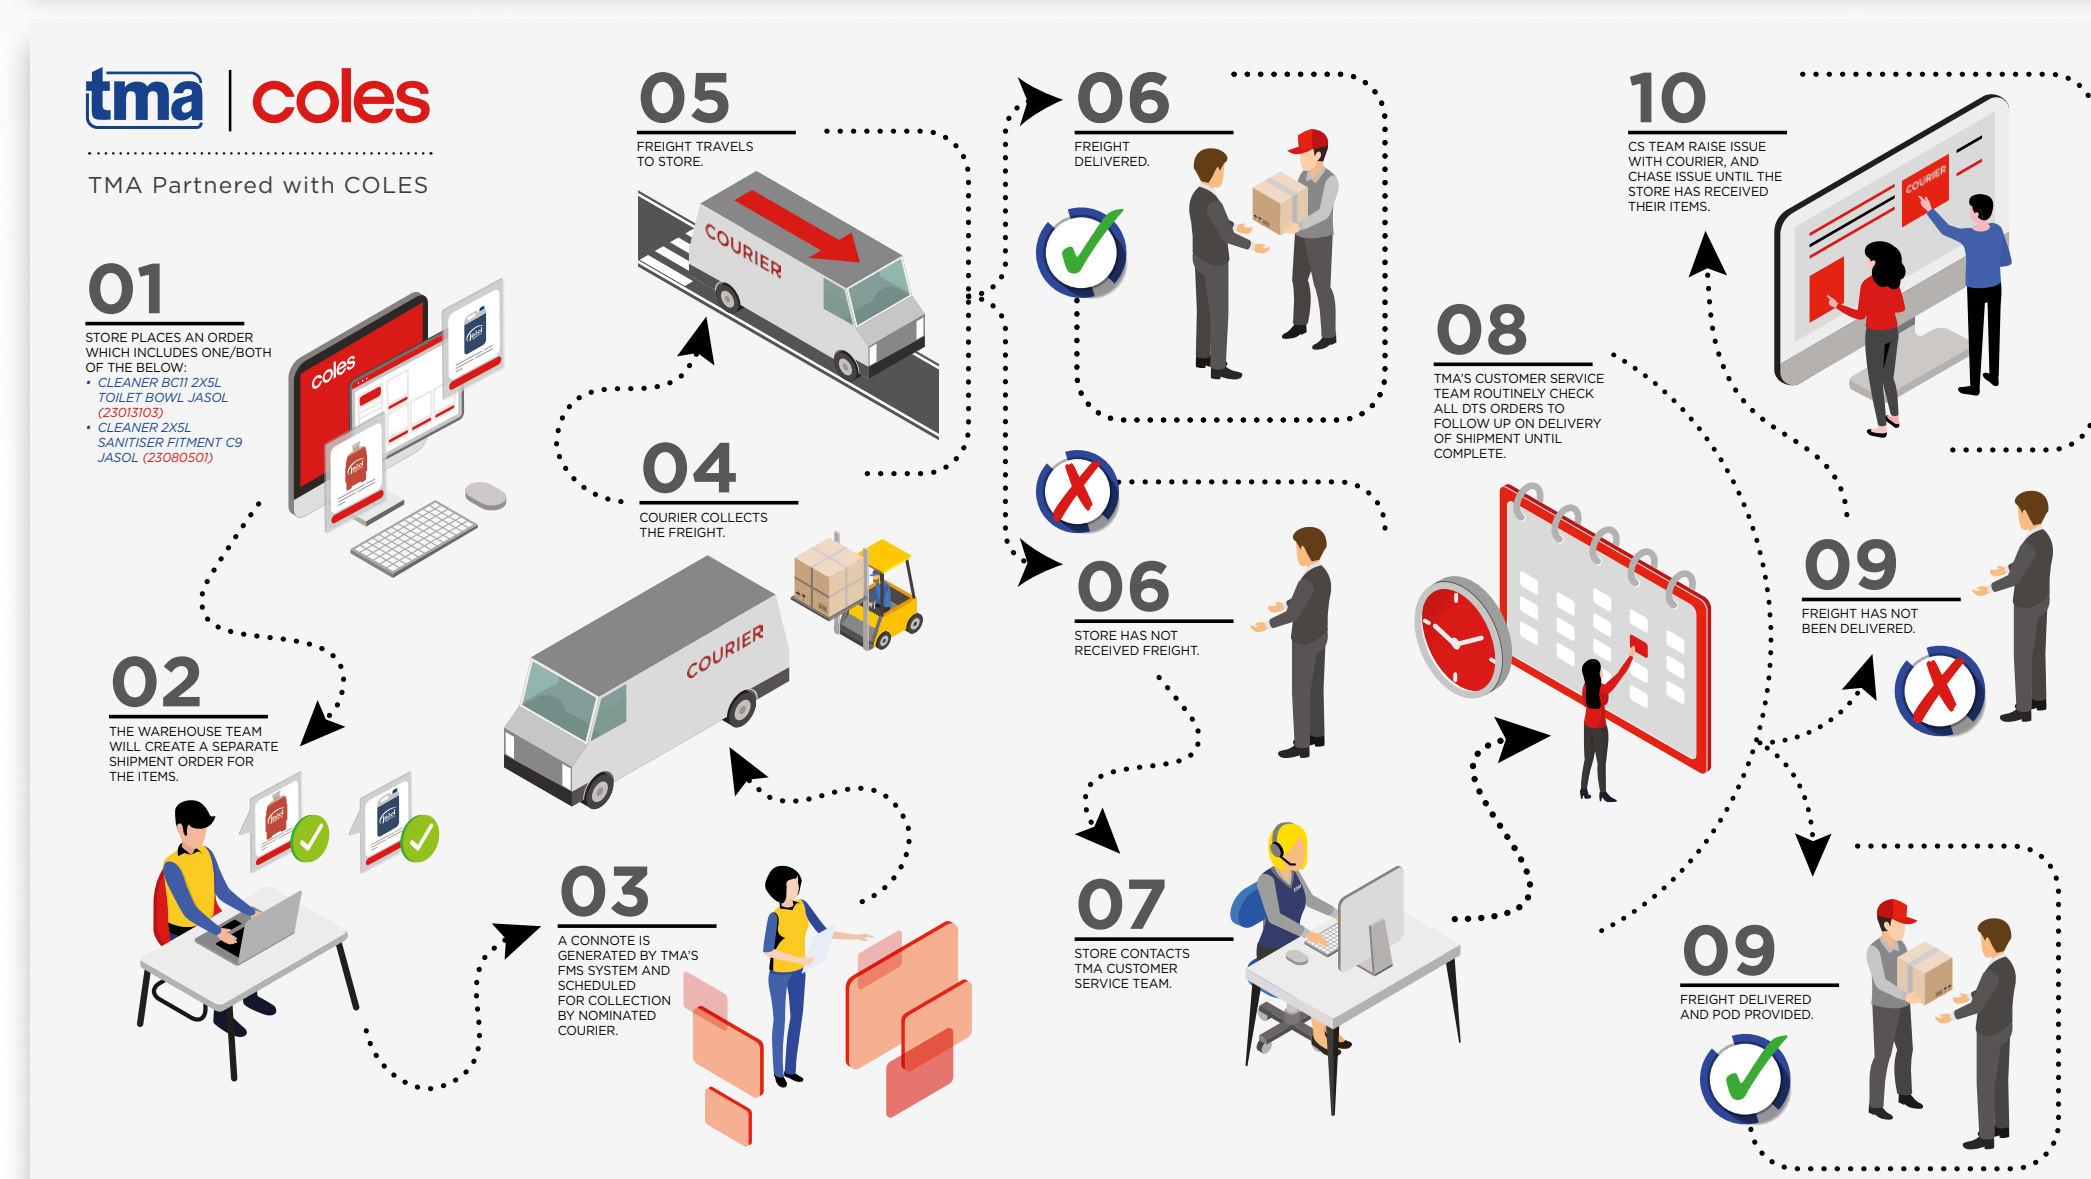 tma | coles
TMA Partnered with COLES
01
STORE PLACES AN ORDER
WHICH INCLUDES ONE/BOTH
OF THE BELOW:
• CLEANER BC11 2X5L
TOILET BOWL JASOL
(23013103)
• CLEANER 2X5L
SANITISER FITMENT C9
JASOL (23080501)
coles
Jasol
Jasol
02
THE WAREHOUSE TEAM
WILL CREATE A SEPARATE
SHIPMENT ORDER FOR
THE ITEMS.
Jasol
Jasol
03
A CONNOTE IS
GENERATED BY TMA'S
FMS SYSTEM AND
SCHEDULED
FOR COLLECTION
BY NOMINATED
COURIER.
04
COURIER COLLECTS
THE FREIGHT.
COURIER
05
FREIGHT TRAVELS
TO STORE.
COURIER
06
FREIGHT
DELIVERED.
06
STORE HAS NOT
RECEIVED FREIGHT.
07
STORE CONTACTS
TMA CUSTOMER
SERVICE TEAM.
08
TMA'S CUSTOMER SERVICE
TEAM ROUTINELY CHECK
ALL DTS ORDERS TO
FOLLOW UP ON DELIVERY
OF SHIPMENT UNTIL
COMPLETE.
09
FREIGHT HAS NOT
BEEN DELIVERED.
09
FREIGHT DELIVERED
AND POD PROVIDED.
10
CS TEAM RAISE ISSUE
WITH COURIER, AND
CHASE ISSUE UNTIL THE
STORE HAS RECEIVED
THEIR ITEMS.
COURIER